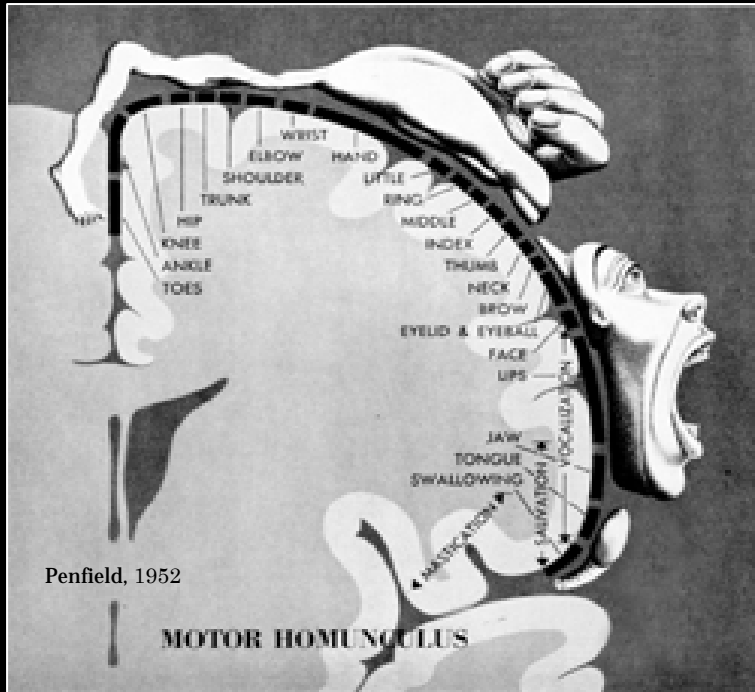 WRIST
ELBOW
HAND
SHOULDER
LITTLE
TRUNK
RING
HIP
MIDDLE
KNEE
INDEX
ANKLE
THUMB
TOES
NECK
BROW
EYELID & EYEBALL
FACE
LIPS
JAW
TONGUE
SWALLOWING
MASTICATION
SALIVATION
VOCALIZATION
Penfield, 1952
MOTOR HOMUNCULUS